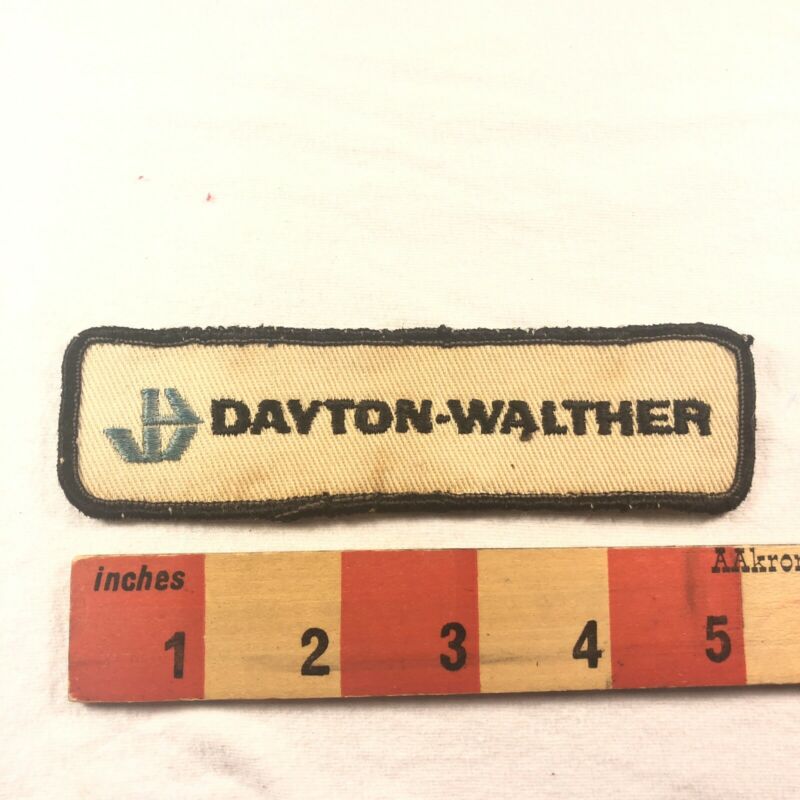 DAYTON-WALTHER
inches
AAkron
1 2 3 4 5